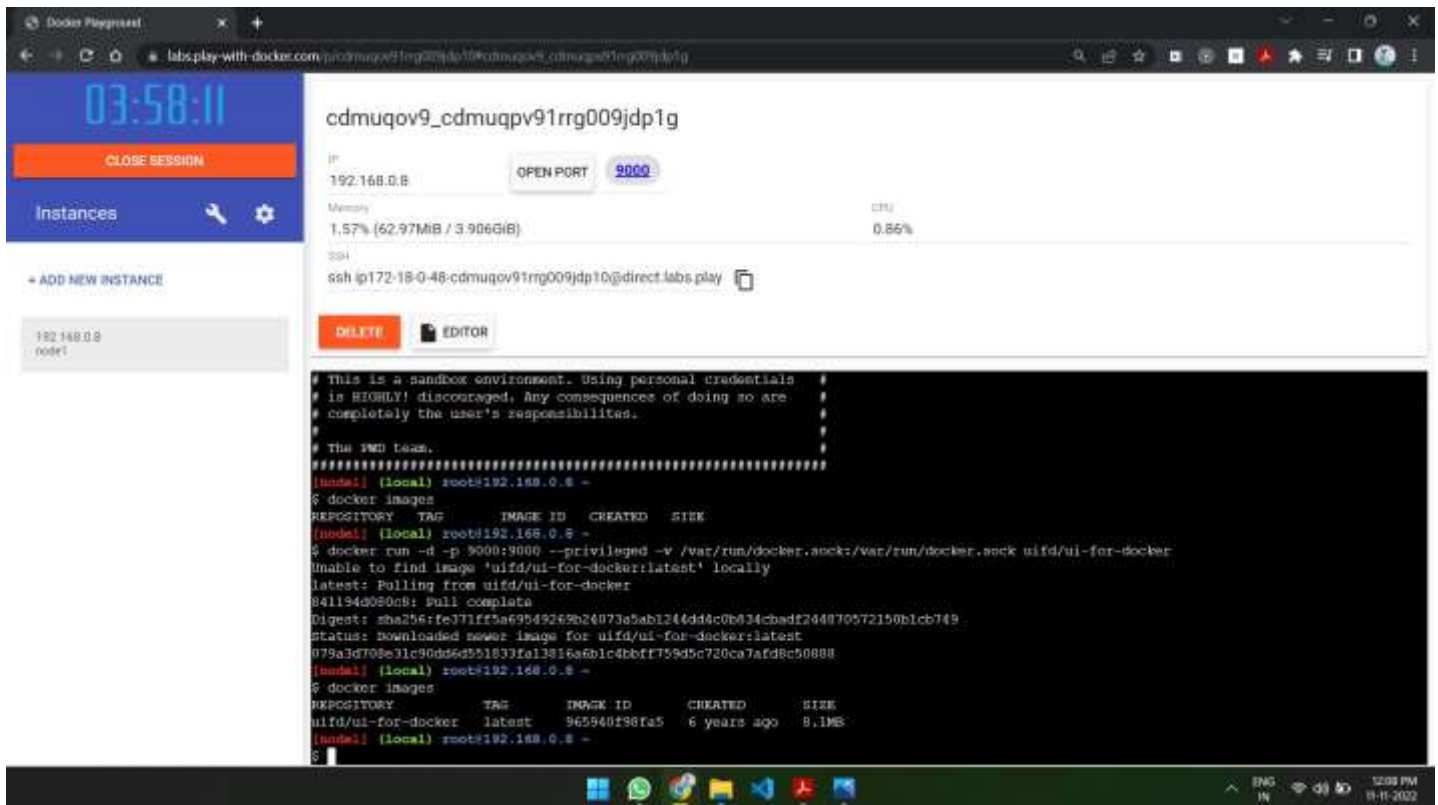 Docker Playground
labs.play-with-docker.com
03:58:11
CLOSE SESSION
Instances
+ ADD NEW INSTANCE
192.168.0.8
node1
cdmuqov9_cdmuqpv91rrg009jdp1g
IP
192.168.0.8
OPEN PORT
9000
Memory
1.57% (62.97MiB / 3.906GiB)
CPU
0.86%
SSH
ssh ip172-18-0-48-cdmuqov91rrg009jdp10@direct.labs.play
DELETE
EDITOR
# This is a sandbox environment. Using personal credentials #
# is HIGHLY! discouraged. Any consequences of doing so are #
# completely the user's responsibilites. #
# #
# The PWD team. #
###############################################################
[node1] (local) root@192.168.0.8 ~
$ docker images
REPOSITORY TAG IMAGE ID CREATED SIZE
[node1] (local) root@192.168.0.8 ~
$ docker run -d -p 9000:9000 --privileged -v /var/run/docker.sock:/var/run/docker.sock uifd/ui-for-docker
Unable to find image 'uifd/ui-for-docker:latest' locally
latest: Pulling from uifd/ui-for-docker
841194d080c8: Pull complete
Digest: sha256:fe371ff5a69549269b24073a5ab1244dd4c0b834cbadf244870572150b1cb749
Status: Downloaded newer image for uifd/ui-for-docker:latest
079a3d708e31c90dd6d551833fa13816a6b1c4bbff759d5c720ca7afd8c50888
[node1] (local) root@192.168.0.8 ~
$ docker images
REPOSITORY TAG IMAGE ID CREATED SIZE
uifd/ui-for-docker latest 965940f98fa5 6 years ago 8.1MB
[node1] (local) root@192.168.0.8 ~
$
ENG
IN
12:08 PM
11-11-2022